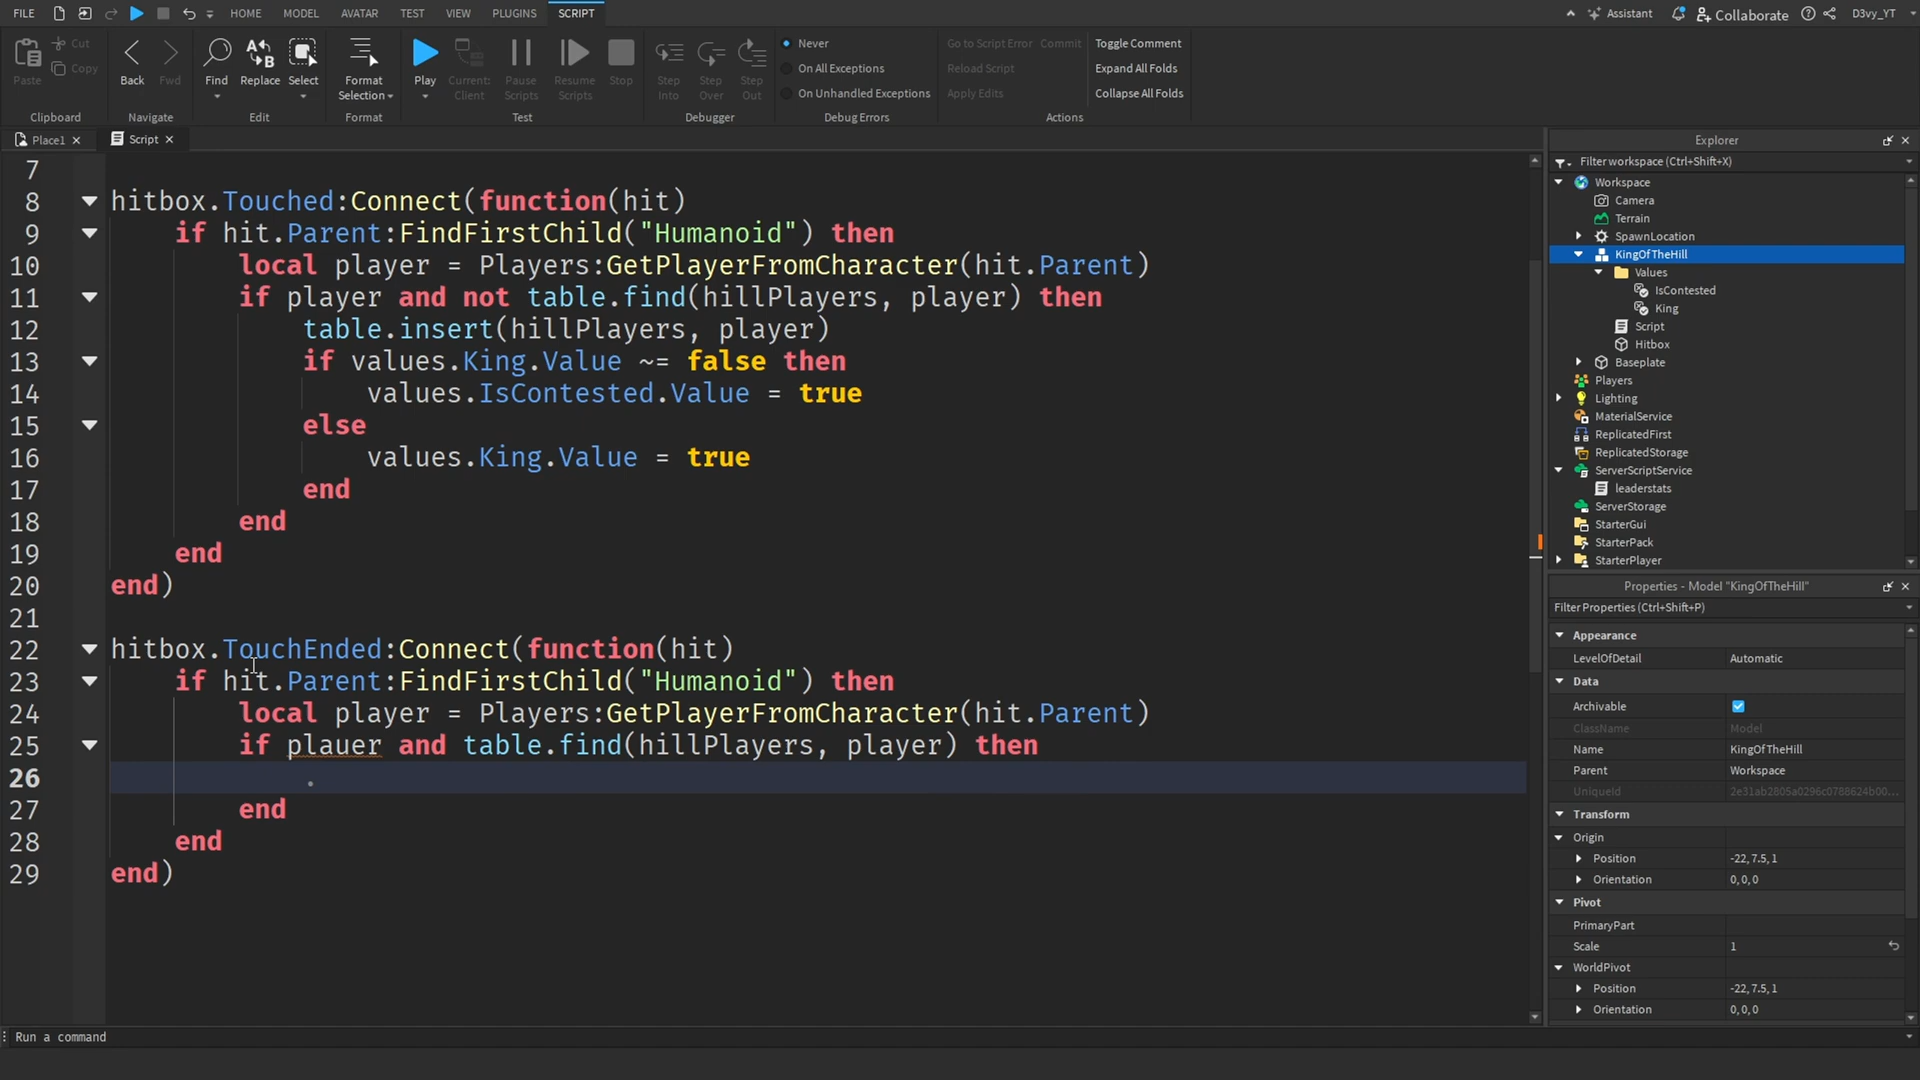 FILE HOME MODEL AVATAR TEST VIEW PLUGINS SCRIPT Assistant Collaborate D3vy_YT
Paste Cut Copy
Clipboard
Back Fwd
Navigate
Find Replace Select
Edit
Format Selection
Format
Play Current: Client Pause Scripts Resume Scripts Stop
Test
Step Into Step Over Step Out
Debugger
Never
On All Exceptions
On Unhandled Exceptions
Debug Errors
Go to Script Error Commit
Reload Script
Apply Edits
Toggle Comment
Expand All Folds
Collapse All Folds
Actions
Place1 Script
7
8 hitbox.Touched:Connect(function(hit)
9 if hit.Parent:FindFirstChild("Humanoid") then
10 local player = Players:GetPlayerFromCharacter(hit.Parent)
11 if player and not table.find(hillPlayers, player) then
12 table.insert(hillPlayers, player)
13 if values.King.Value ~= false then
14 values.IsContested.Value = true
15 else
16 values.King.Value = true
17 end
18 end
19 end
20 end)
21
22 hitbox.TouchEnded:Connect(function(hit)
23 if hit.Parent:FindFirstChild("Humanoid") then
24 local player = Players:GetPlayerFromCharacter(hit.Parent)
25 if plauer and table.find(hillPlayers, player) then
26
27 end
28 end
29 end)
Run a command
Explorer
Filter workspace (Ctrl+Shift+X)
Workspace
Camera
Terrain
SpawnLocation
KingOfTheHill
Values
IsContested
King
Script
Hitbox
Baseplate
Players
Lighting
MaterialService
ReplicatedFirst
ReplicatedStorage
ServerScriptService
leaderstats
ServerStorage
StarterGui
StarterPack
StarterPlayer
Properties - Model "KingOfTheHill"
Filter Properties (Ctrl+Shift+P)
Appearance
LevelOfDetail Automatic
Data
Archivable
ClassName Model
Name KingOfTheHill
Parent Workspace
UniqueId 2e31ab2805a0296c0788624b00...
Transform
Origin
Position -22, 7.5, 1
Orientation 0, 0, 0
Pivot
PrimaryPart
Scale 1
WorldPivot
Position -22, 7.5, 1
Orientation 0, 0, 0